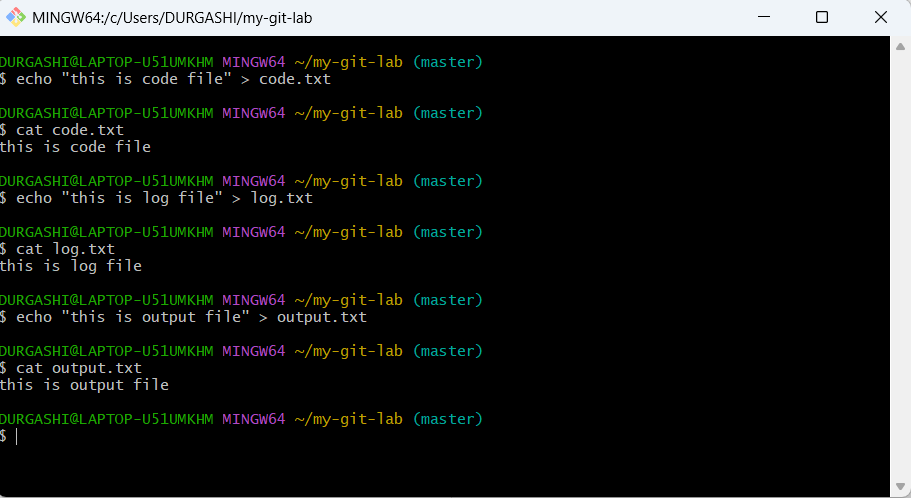 MINGW64:/c/Users/DURGASHI/my-git-lab
DURGASHI@LAPTOP-U51UMKHM MINGW64 ~/my-git-lab (master)
$ echo "this is code file" > code.txt
DURGASHI@LAPTOP-U51UMKHM MINGW64 ~/my-git-lab (master)
$ cat code.txt
this is code file
DURGASHI@LAPTOP-U51UMKHM MINGW64 ~/my-git-lab (master)
$ echo "this is log file" > log.txt
DURGASHI@LAPTOP-U51UMKHM MINGW64 ~/my-git-lab (master)
$ cat log.txt
this is log file
DURGASHI@LAPTOP-U51UMKHM MINGW64 ~/my-git-lab (master)
$ echo "this is output file" > output.txt
DURGASHI@LAPTOP-U51UMKHM MINGW64 ~/my-git-lab (master)
$ cat output.txt
this is output file
DURGASHI@LAPTOP-U51UMKHM MINGW64 ~/my-git-lab (master)
$